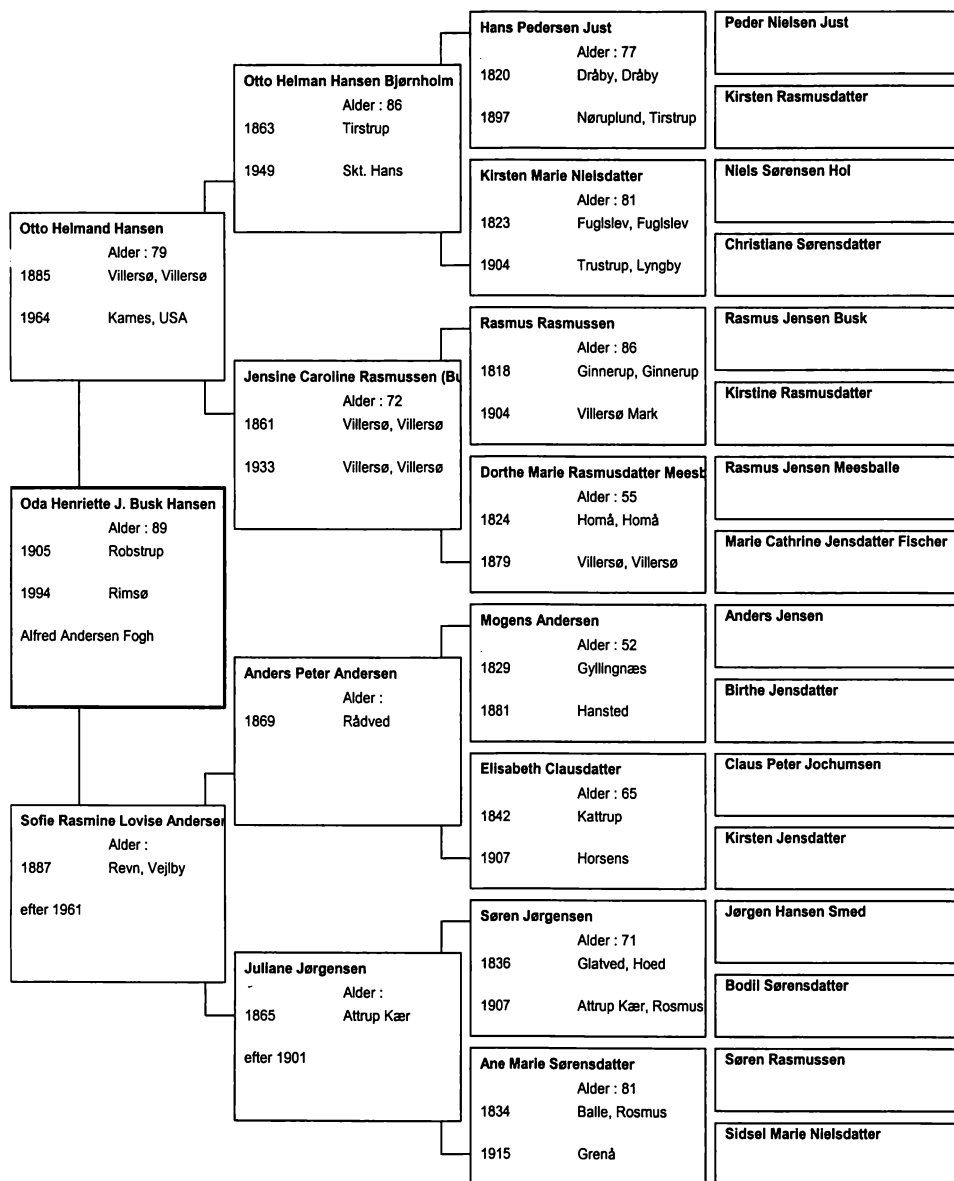 Oda Henriette J. Busk Hansen
Alder : 89
1905 Robstrup
1994 Rimsø
Alfred Andersen Fogh
Otto Helmand Hansen
Alder : 79
1885 Villersø, Villersø
1964 Kames, USA
Sofie Rasmine Lovise Andersen
Alder :
1887 Revn, Vejlby
efter 1961
Otto Helman Hansen Bjørnholm
Alder : 86
1863 Tirstrup
1949 Skt. Hans
Jensine Caroline Rasmussen (Bu
Alder : 72
1861 Villersø, Villersø
1933 Villersø, Villersø
Anders Peter Andersen
Alder :
1869 Rådved
Juliane Jørgensen
Alder :
1865 Attrup Kær
efter 1901
Hans Pedersen Just
Alder : 77
1820 Dråby, Dråby
1897 Nøruplund, Tirstrup
Kirsten Marie Nielsdatter
Alder : 81
1823 Fuglslev, Fuglslev
1904 Trustrup, Lyngby
Rasmus Rasmussen
Alder : 86
1818 Ginnerup, Ginnerup
1904 Villersø Mark
Dorthe Marie Rasmusdatter Meesb
Alder : 55
1824 Homå, Homå
1879 Villersø, Villersø
Mogens Andersen
Alder : 52
1829 Gyllingnæs
1881 Hansted
Elisabeth Clausdatter
Alder : 65
1842 Kattrup
1907 Horsens
Søren Jørgensen
Alder : 71
1836 Glatved, Hoed
1907 Attrup Kær, Rosmus
Ane Marie Sørensdatter
Alder : 81
1834 Balle, Rosmus
1915 Grenå
Peder Nielsen Just
Kirsten Rasmusdatter
Niels Sørensen Hol
Christiane Sørensdatter
Rasmus Jensen Busk
Kirstine Rasmusdatter
Rasmus Jensen Meesballe
Marie Cathrine Jensdatter Fischer
Anders Jensen
Birthe Jensdatter
Claus Peter Jochumsen
Kirsten Jensdatter
Jørgen Hansen Smed
Bodil Sørensdatter
Søren Rasmussen
Sidsel Marie Nielsdatter